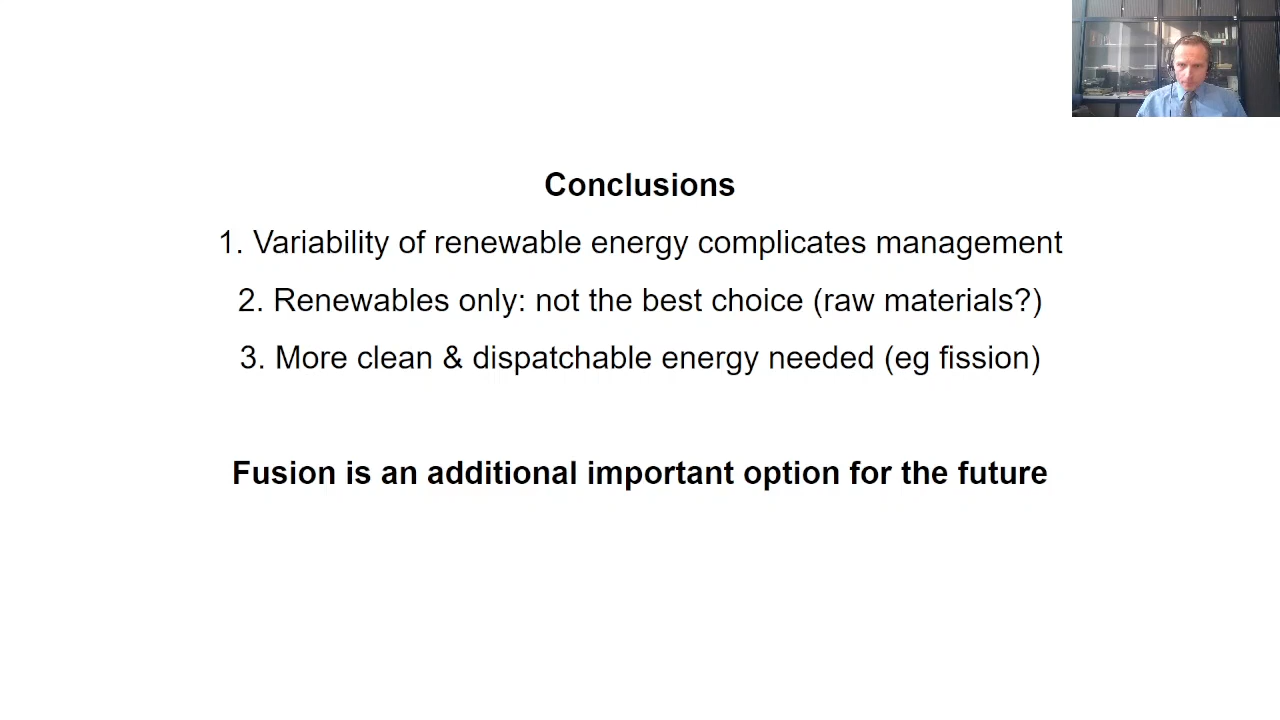 Conclusions
1. Variability of renewable energy complicates management
2. Renewables only: not the best choice (raw materials?)
3. More clean & dispatchable energy needed (eg fission)
Fusion is an additional important option for the future